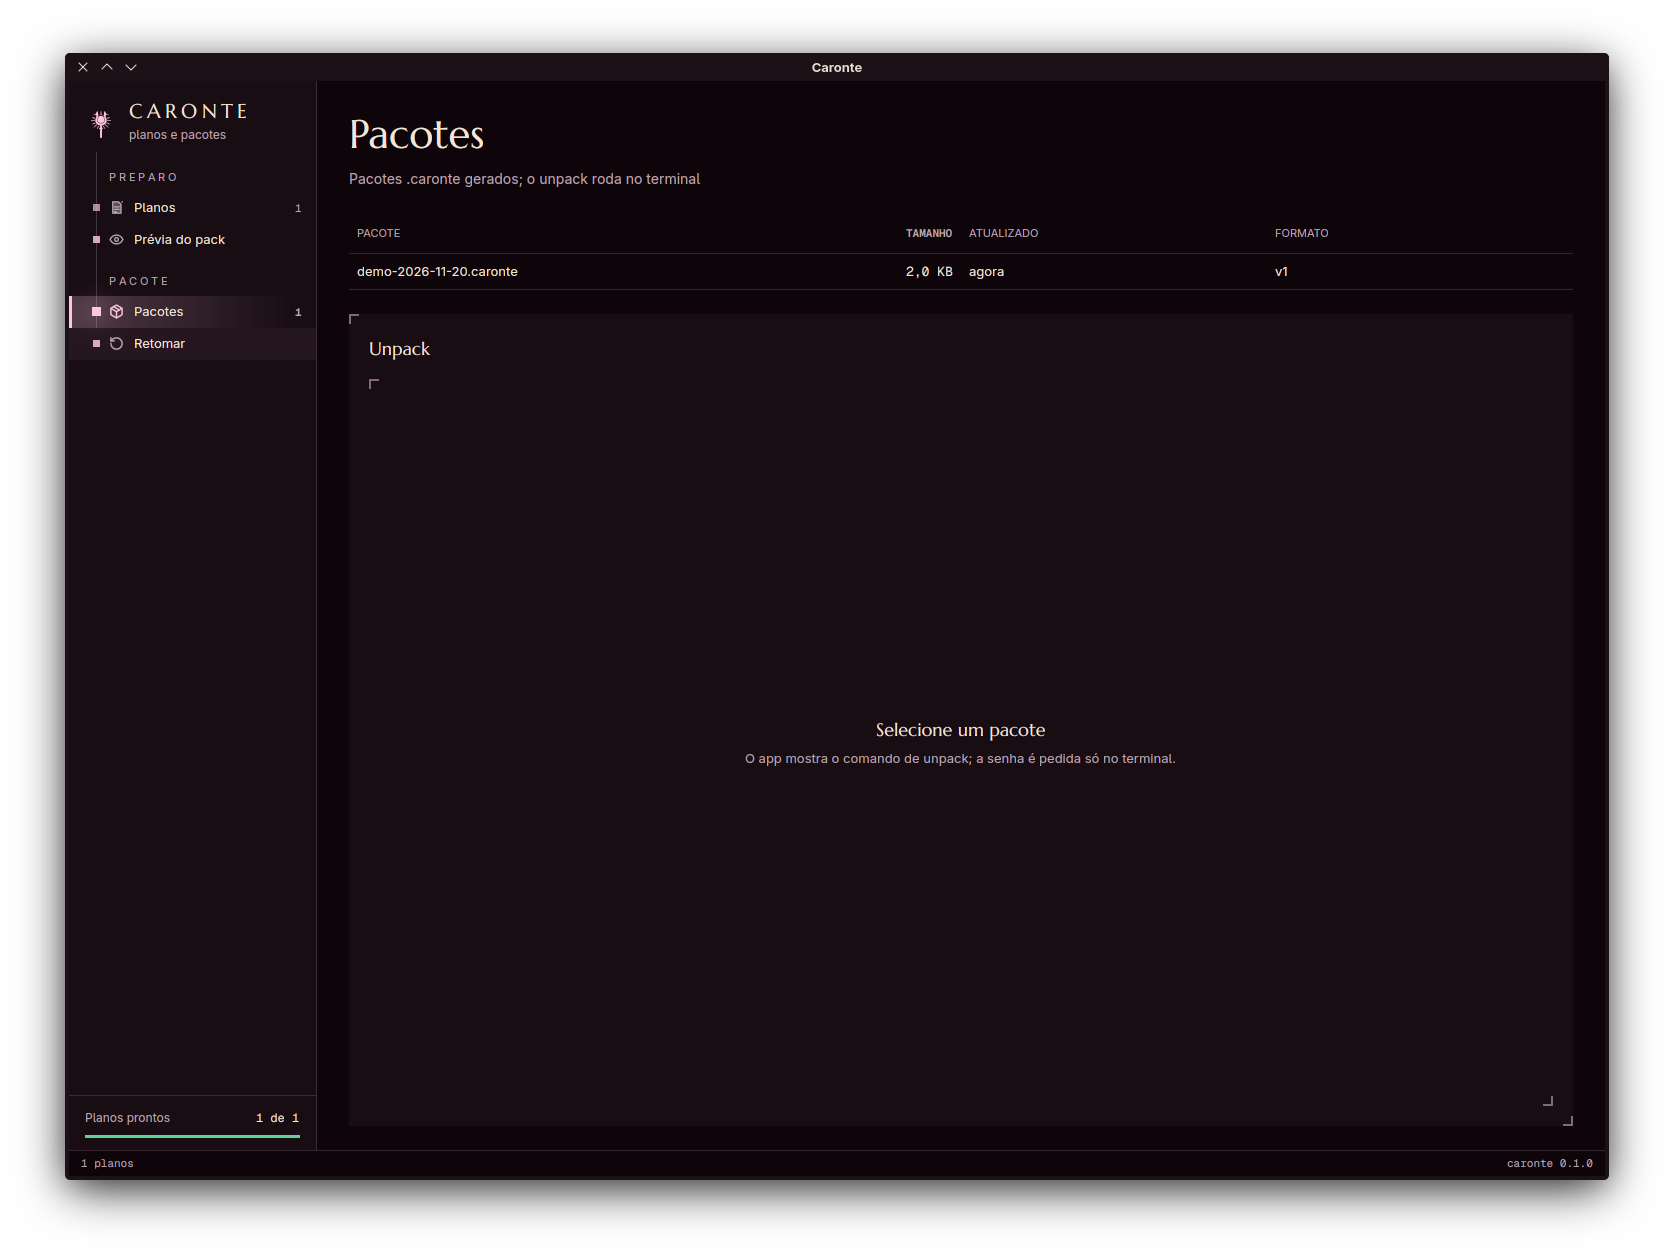 Caronte
CARONTE
planos e pacotes
PREPARO
Planos 1
Prévia do pack
PACOTE
Pacotes 1
Retomar
Planos prontos 1 de 1
Pacotes
Pacotes .caronte gerados; o unpack roda no terminal
PACOTE TAMANHO ATUALIZADO FORMATO
demo-2026-11-20.caronte 2,0 KB agora v1
Unpack
Selecione um pacote
O app mostra o comando de unpack; a senha é pedida só no terminal.
1 planos caronte 0.1.0